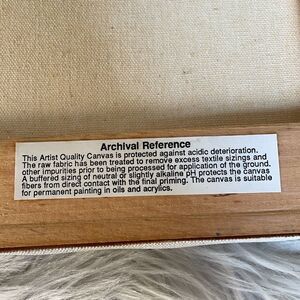 Archival Reference
This Artist Quality Canvas is protected against acidic deterioration.
The raw fabric has been treated to remove excess textile sizings and
other impurities prior to being processed for application of the ground.
A buffered sizing of neutral or slightly alkaline pH protects the canvas
fibers from direct contact with the final priming. The canvas is suitable
for permanent painting in oils and acrylics.